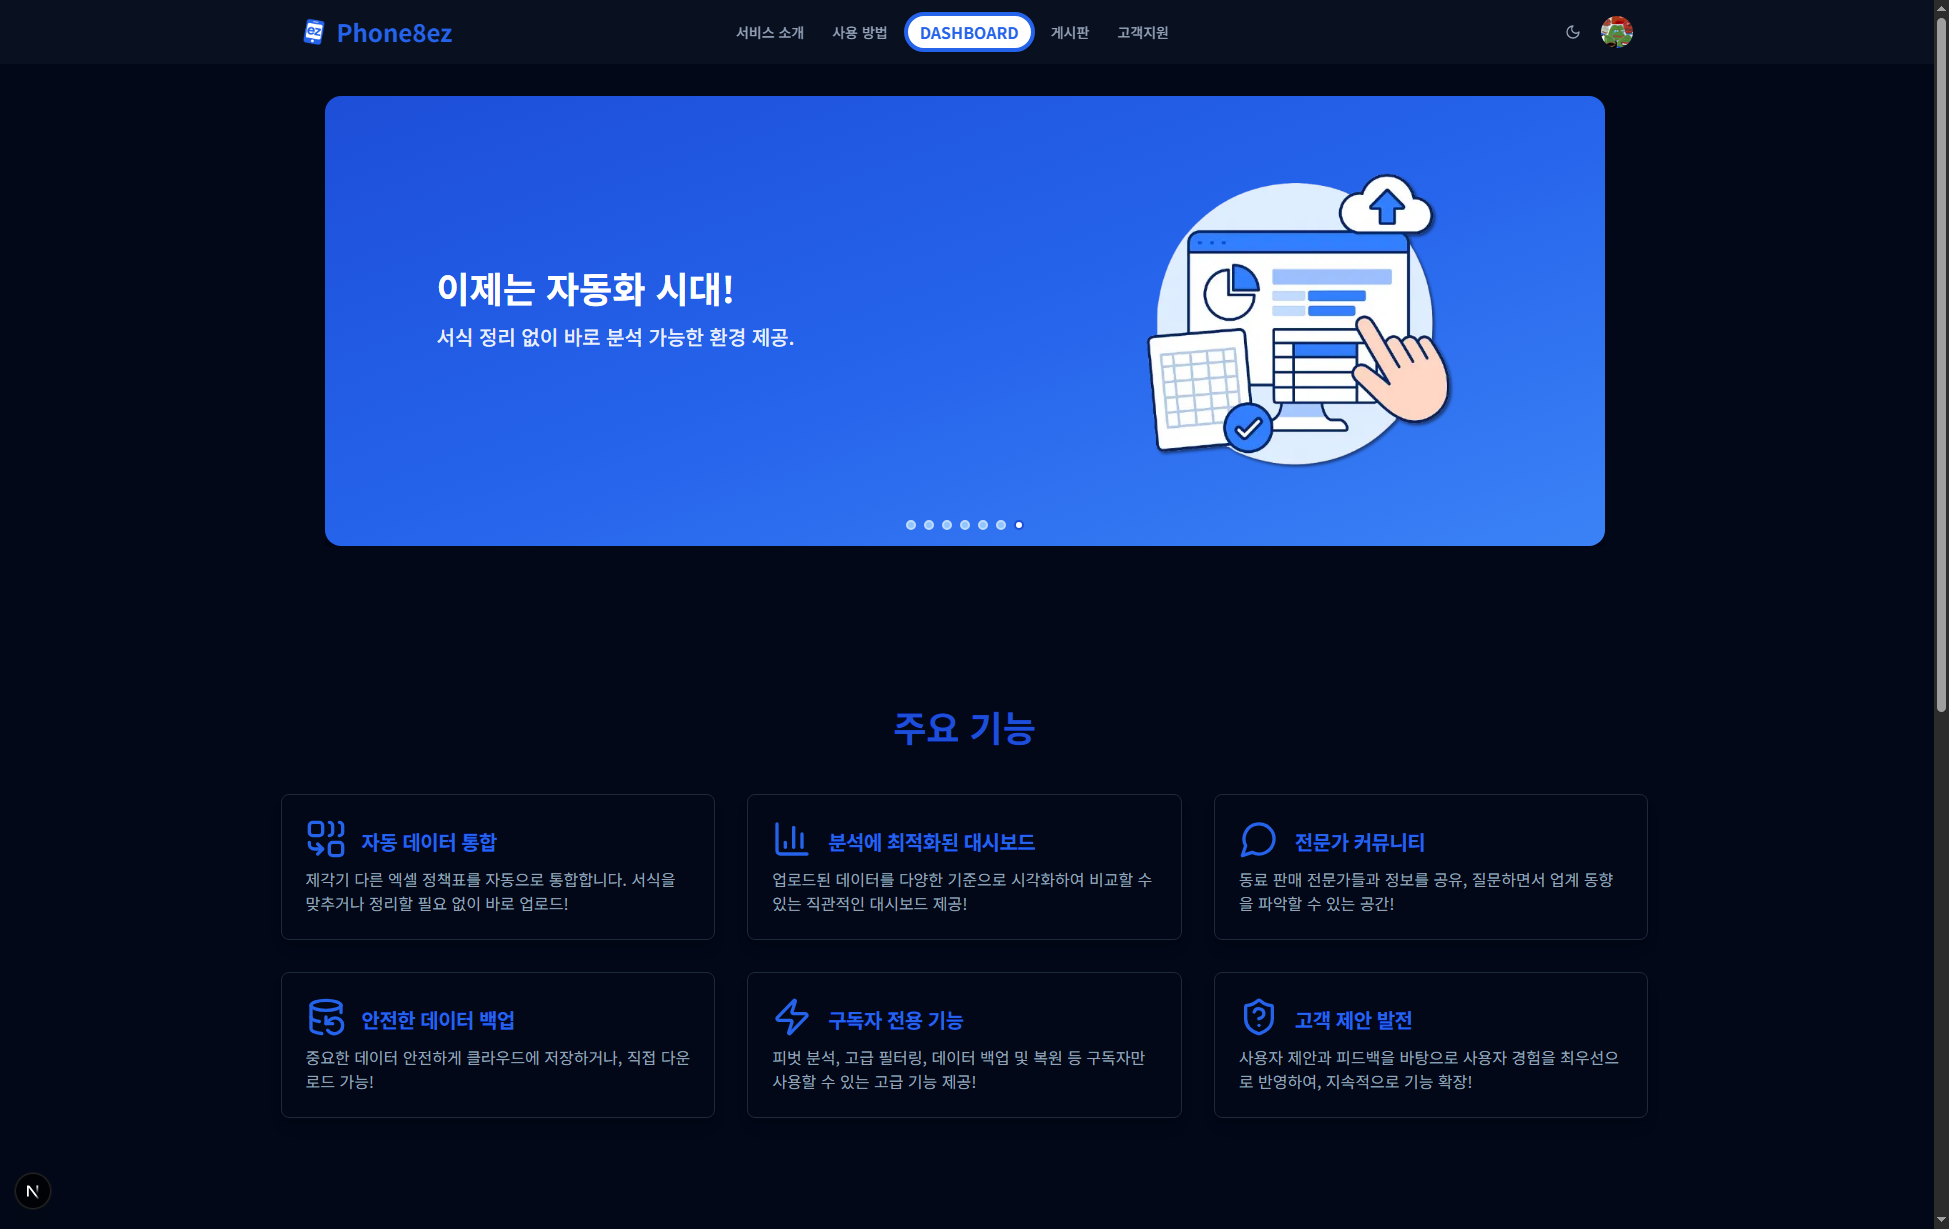 ez Phone8ez
서비스 소개
사용 방법
DASHBOARD
게시판
고객지원
이제는 자동화 시대!
서식 정리 없이 바로 분석 가능한 환경 제공.
주요 기능
자동 데이터 통합
제각기 다른 엑셀 정책표를 자동으로 통합합니다. 서식을
맞추거나 정리할 필요 없이 바로 업로드!
분석에 최적화된 대시보드
업로드된 데이터를 다양한 기준으로 시각화하여 비교할 수
있는 직관적인 대시보드 제공!
전문가 커뮤니티
동료 판매 전문가들과 정보를 공유, 질문하면서 업계 동향
을 파악할 수 있는 공간!
안전한 데이터 백업
중요한 데이터 안전하게 클라우드에 저장하거나, 직접 다운
로드 가능!
구독자 전용 기능
피벗 분석, 고급 필터링, 데이터 백업 및 복원 등 구독자만
사용할 수 있는 고급 기능 제공!
고객 제안 발전
사용자 제안과 피드백을 바탕으로 사용자 경험을 최우선으
로 반영하여, 지속적으로 기능 확장!
N